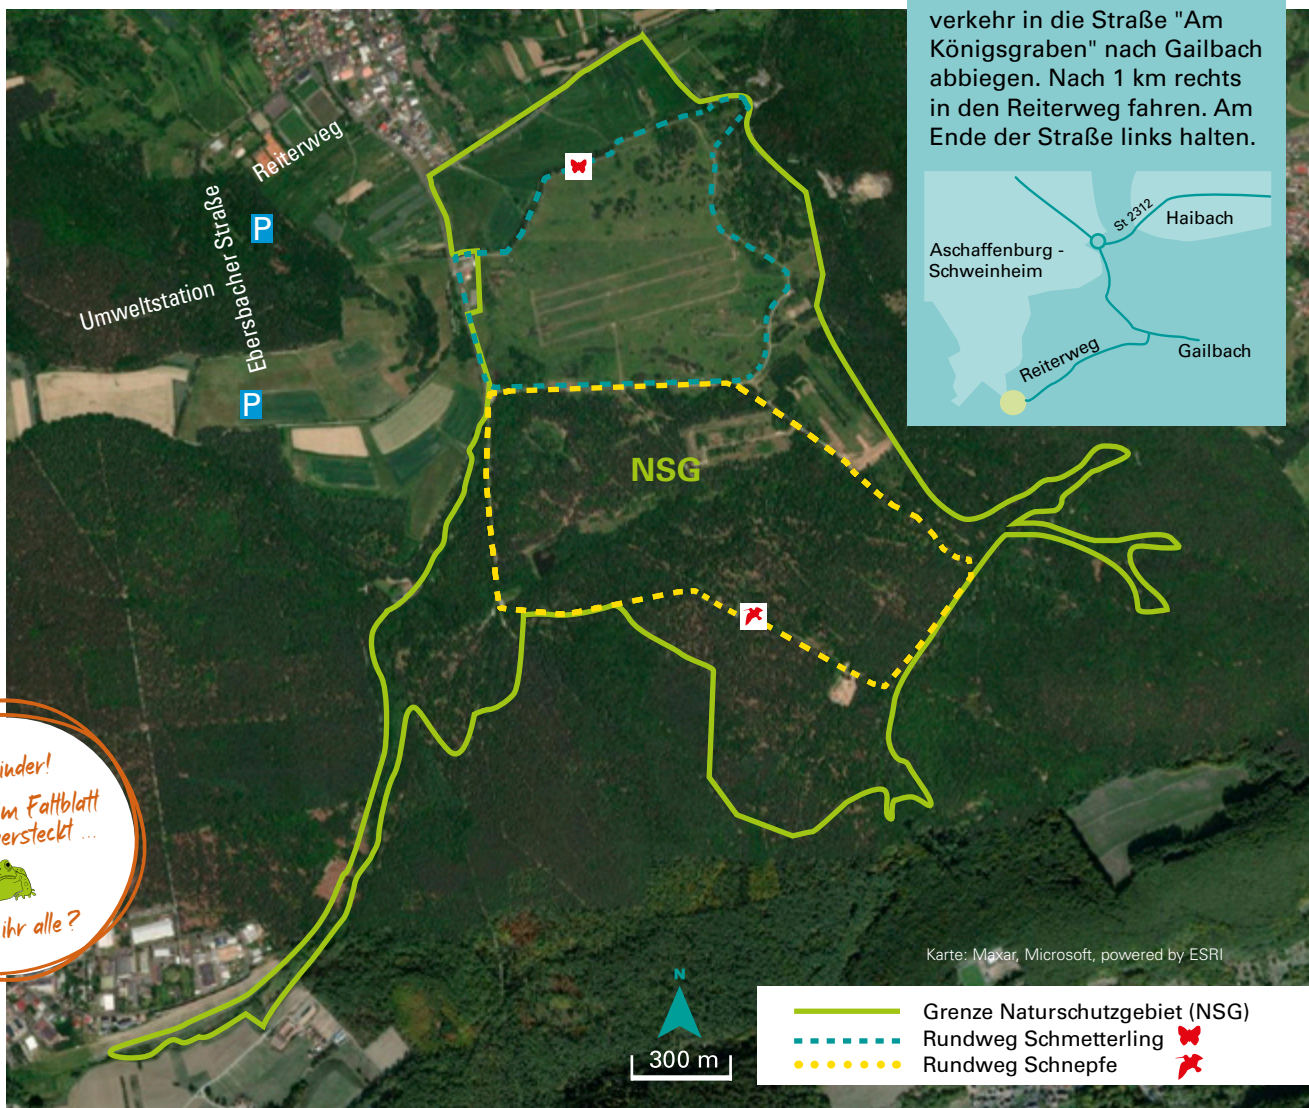 verkehr in die Straße "Am
Königsgraben" nach Gailbach
abbiegen. Nach 1 km rechts
in den Reiterweg fahren. Am
Ende der Straße links halten.
St 2312
Haibach
Aschaffenburg -
Schweinheim
Reiterweg
Gailbach
Reiterweg
P
Ebersbacher Straße
Umweltstation
P
NSG
inder!
m Faltblatt
ersteckt ...
ihr alle?
Karte: Maxar, Microsoft, powered by ESRI
N
300 m
Grenze Naturschutzgebiet (NSG)
Rundweg Schmetterling
Rundweg Schnepfe